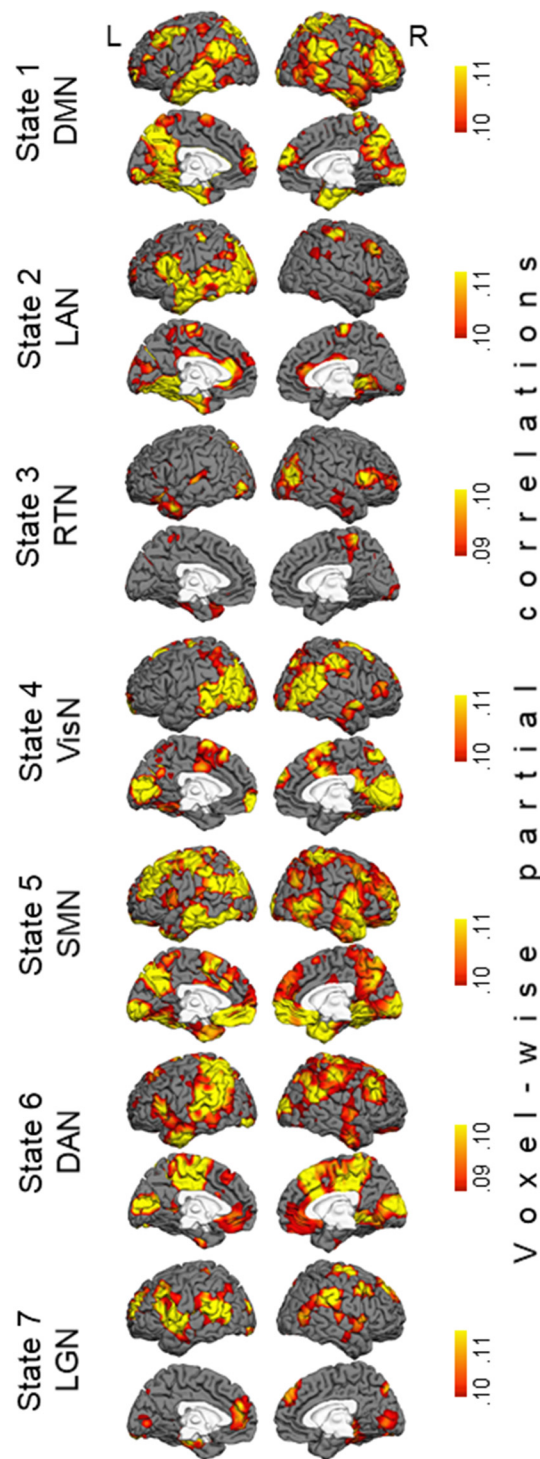 L R
State 1
DMN
.10 .11
State 2
LAN
.10 .11
State 3
RTN
.09 .10
State 4
VisN
.10 .11
State 5
SMN
.10 .11
State 6
DAN
.09 .10
State 7
LGN
.10 .11
Voxel-wise partial correlations